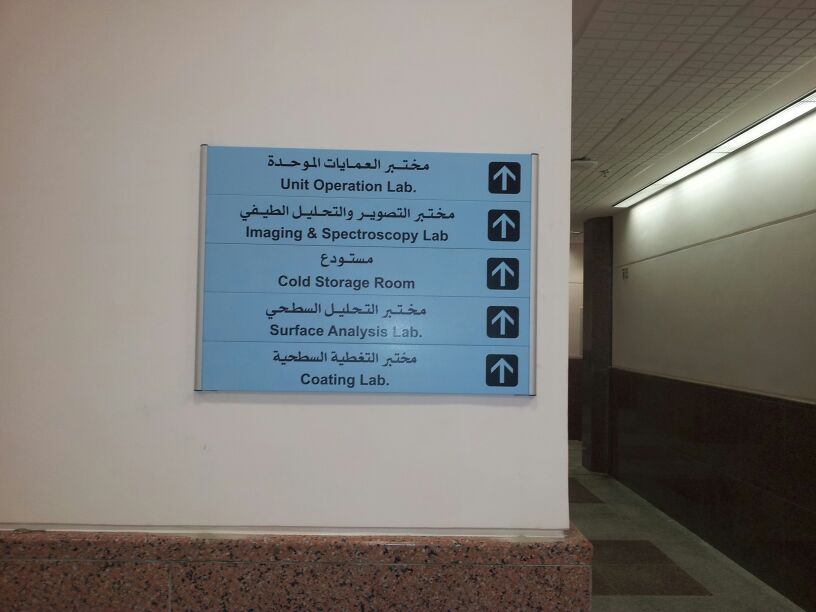 مختبر العمايات الموحدة
Unit Operation Lab.
مختبر التصوير والتحليل الطيفي
Imaging & Spectroscopy Lab
مستودع
Cold Storage Room
مختبر التحليل السطحي
Surface Analysis Lab.
مختبر التغطية السطحية
Coating Lab.